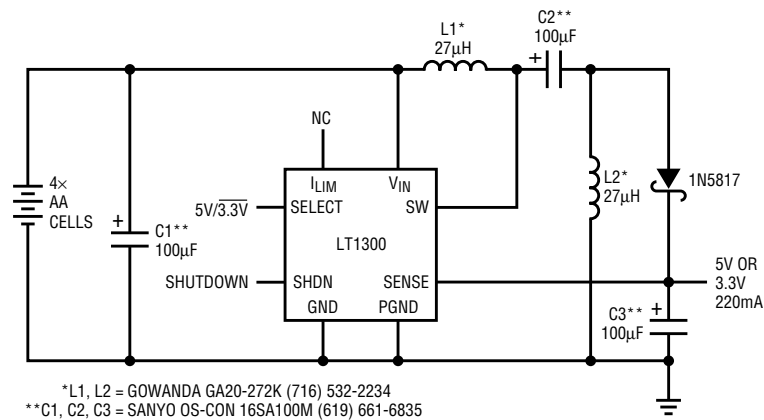 L1*
27µH
C2**
100µF
+
NC
4×
AA
CELLS
+
C1**
100µF
5V/3.3V
SHUTDOWN
I_LIM
V_IN
SELECT
SW
LT1300
SHDN
SENSE
GND
PGND
L2*
27µH
1N5817
5V OR
3.3V
220mA
C3**
100µF
+
*L1, L2 = GOWANDA GA20-272K (716) 532-2234
**C1, C2, C3 = SANYO OS-CON 16SA100M (619) 661-6835